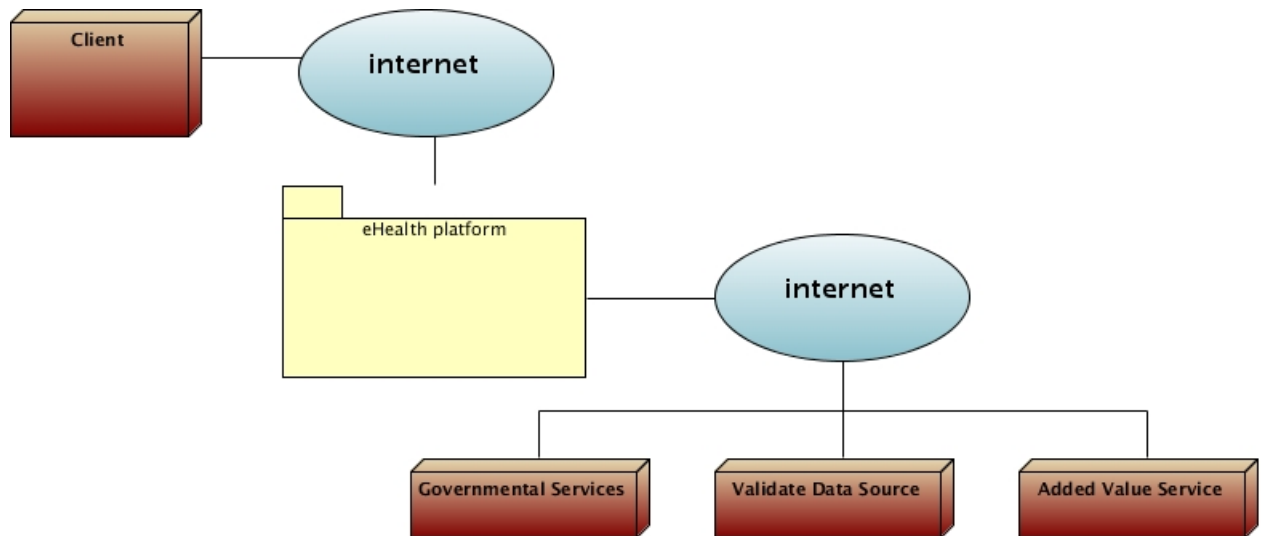 Client
internet
eHealth platform
internet
Governmental Services
Validate Data Source
Added Value Service